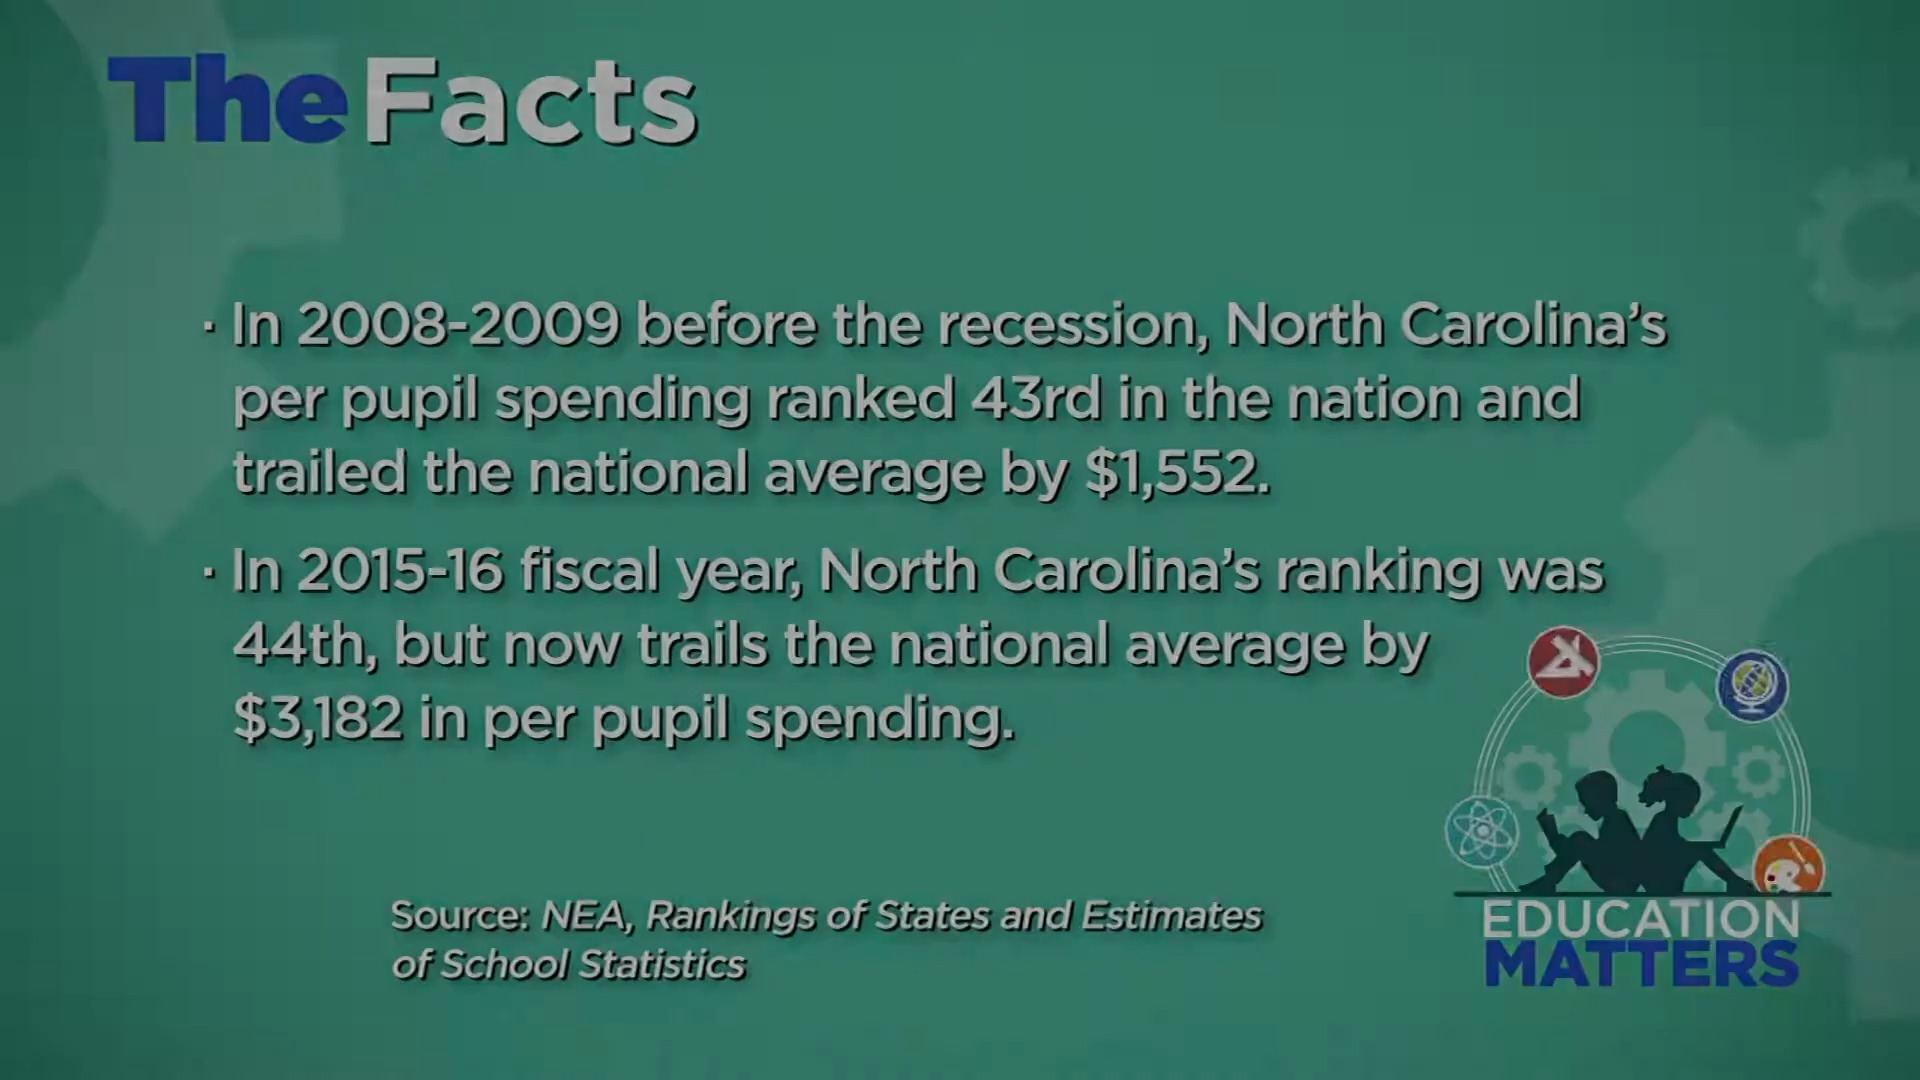 The Facts
· In 2008-2009 before the recession, North Carolina’s
per pupil spending ranked 43rd in the nation and
trailed the national average by $1,552.
· In 2015-16 fiscal year, North Carolina’s ranking was
44th, but now trails the national average by
$3,182 in per pupil spending.
Source: NEA, Rankings of States and Estimates
of School Statistics
EDUCATION
MATTERS